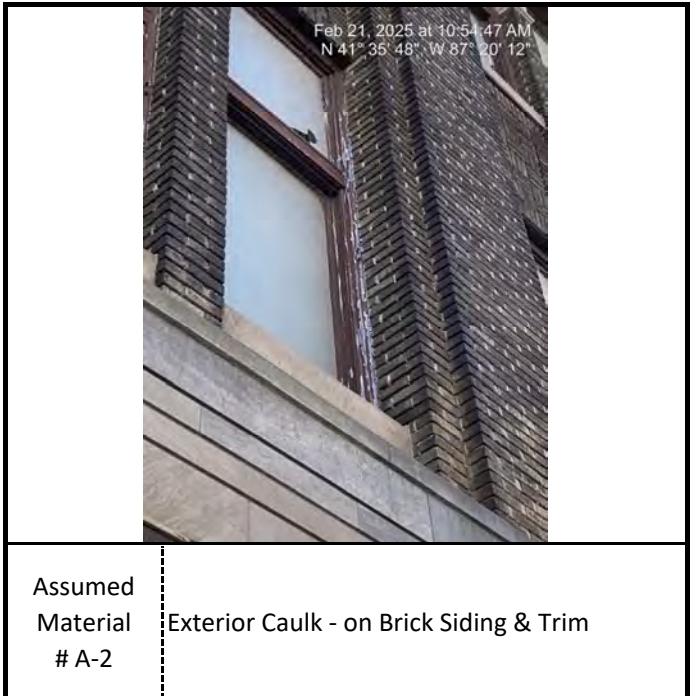 Feb 21, 2025 at 10:54:47 AM
N 41° 35' 48", W 87° 20' 12"
Assumed
Material
# A-2
Exterior Caulk - on Brick Siding & Trim